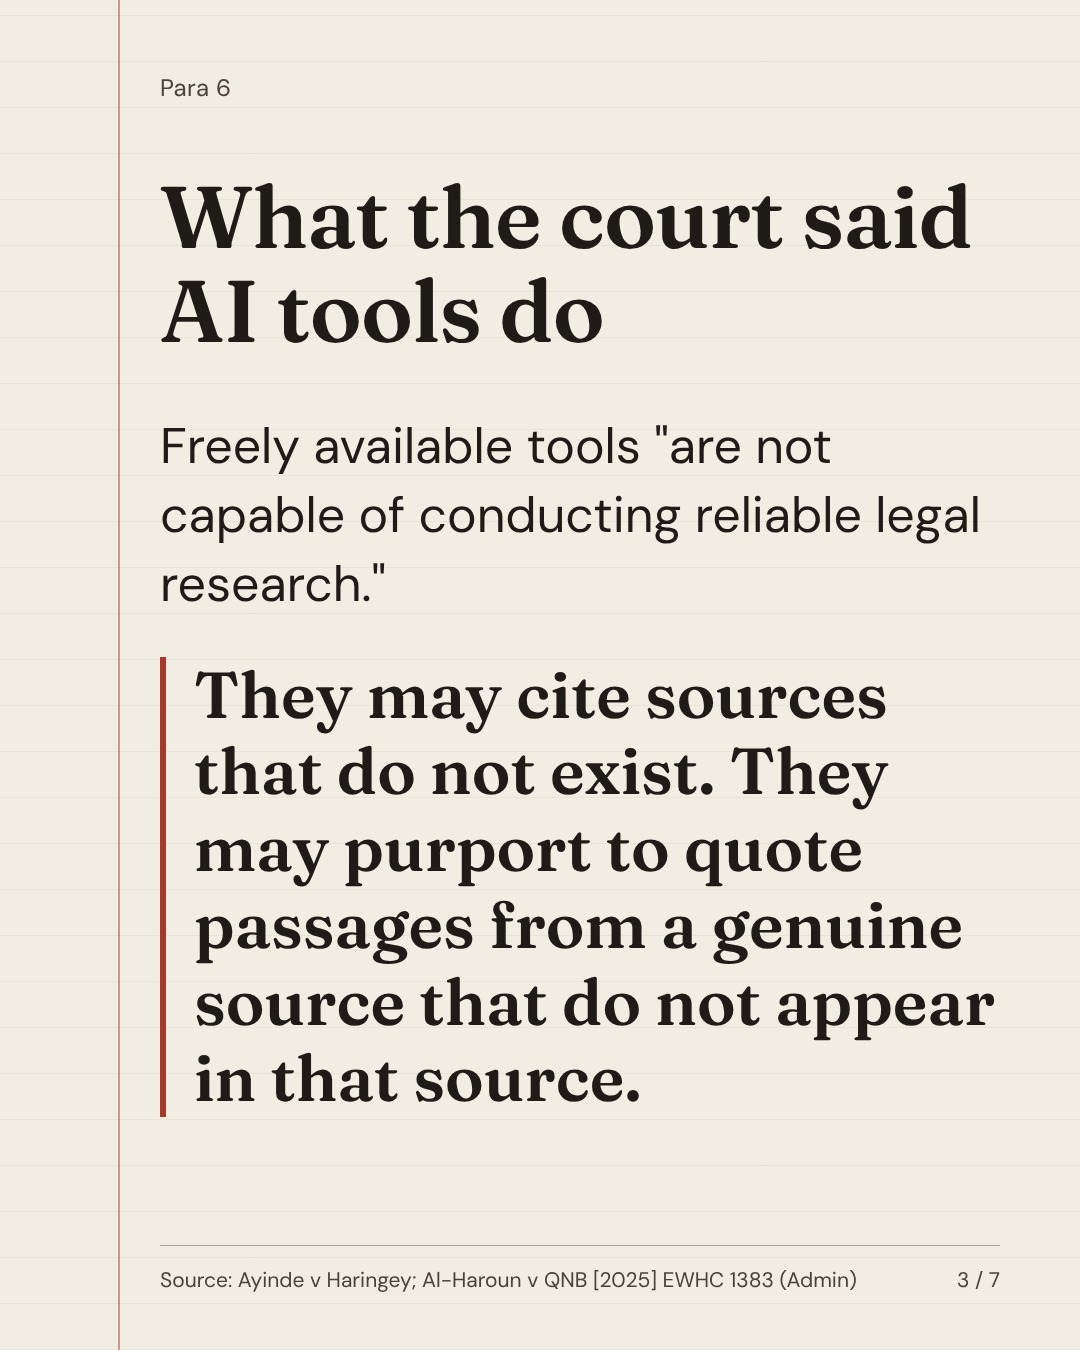 Para 6
What the court said
AI tools do
Freely available tools "are not
capable of conducting reliable legal
research."
They may cite sources
that do not exist. They
may purport to quote
passages from a genuine
source that do not appear
in that source.
Source: Ayinde v Haringey; Al-Haroun v QNB [2025] EWHC 1383 (Admin)
3 / 7